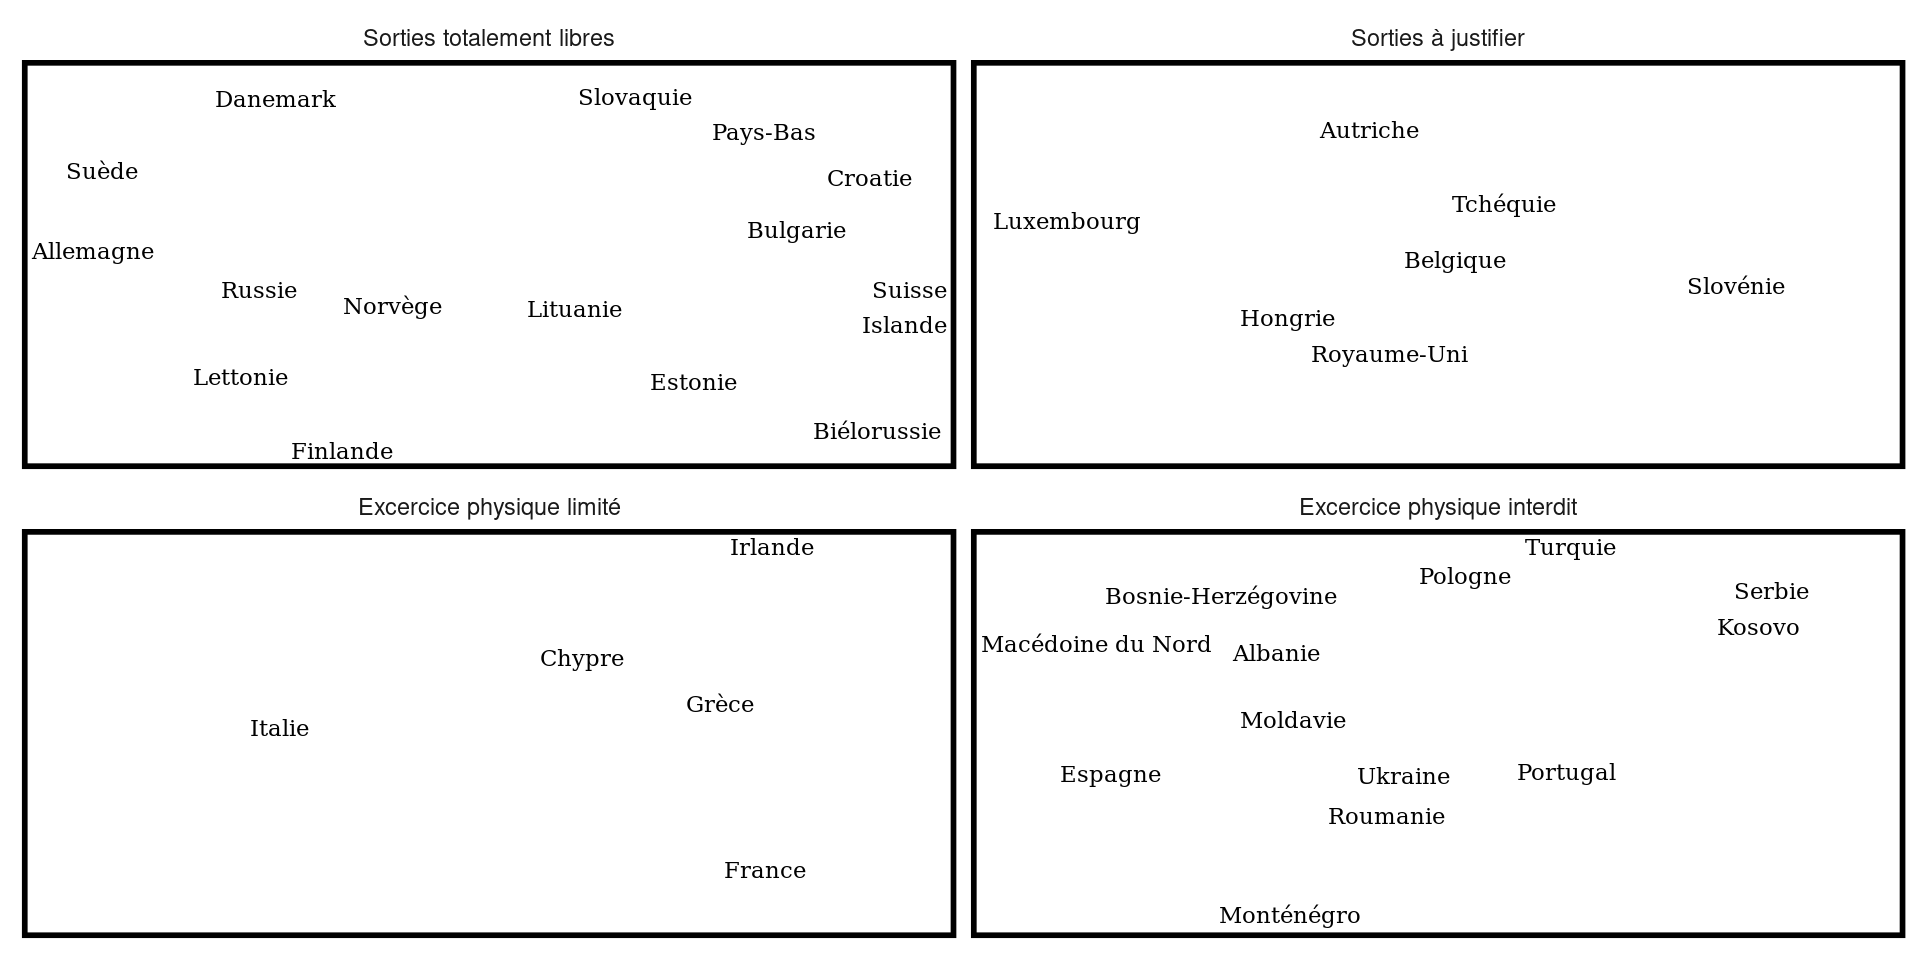 Sorties totalement libres
Danemark
Slovaquie
Pays-Bas
Suède
Croatie
Bulgarie
Allemagne
Russie
Suisse
Norvège
Lituanie
Islande
Lettonie
Estonie
Biélorussie
Finlande
Sorties à justifier
Autriche
Tchéquie
Luxembourg
Belgique
Slovénie
Hongrie
Royaume-Uni
Excercice physique limité
Irlande
Chypre
Grèce
Italie
France
Excercice physique interdit
Turquie
Pologne
Serbie
Bosnie-Herzégovine
Kosovo
Macédoine du Nord
Albanie
Moldavie
Espagne
Ukraine
Portugal
Roumanie
Monténégro